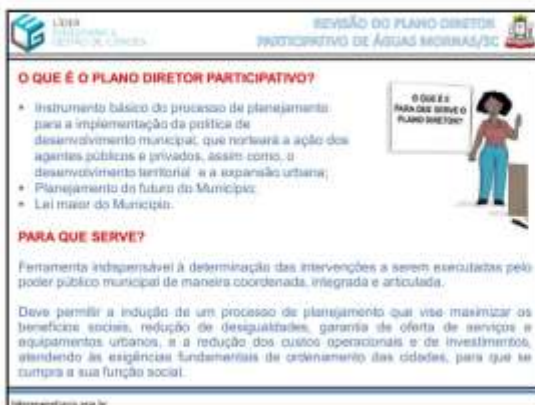 LÍDER
ENGENHARIA &
GESTÃO DE CIDADES
REVISÃO DO PLANO DIRETOR
PARTICIPATIVO DE ÁGUAS MORNAS/SC
O QUE É O PLANO DIRETOR PARTICIPATIVO?
• Instrumento básico do processo de planejamento
para a implementação da política de
desenvolvimento municipal, que norteará a ação dos
agentes públicos e privados, assim como, o
desenvolvimento territorial e a expansão urbana;
• Planejamento do futuro do Município;
• Lei maior do Município.
O QUE É E
PARA QUE SERVE O
PLANO DIRETOR?
PARA QUE SERVE?
Ferramenta indispensável à determinação das intervenções a serem executadas pelo
poder público municipal de maneira coordenada, integrada e articulada.
Deve permitir a indução de um processo de planejamento que vise maximizar os
benefícios sociais, redução de desigualdades, garantia de oferta de serviços e
equipamentos urbanos, e a redução dos custos operacionais e de investimentos,
atendendo às exigências fundamentais de ordenamento das cidades, para que se
cumpra a sua função social.